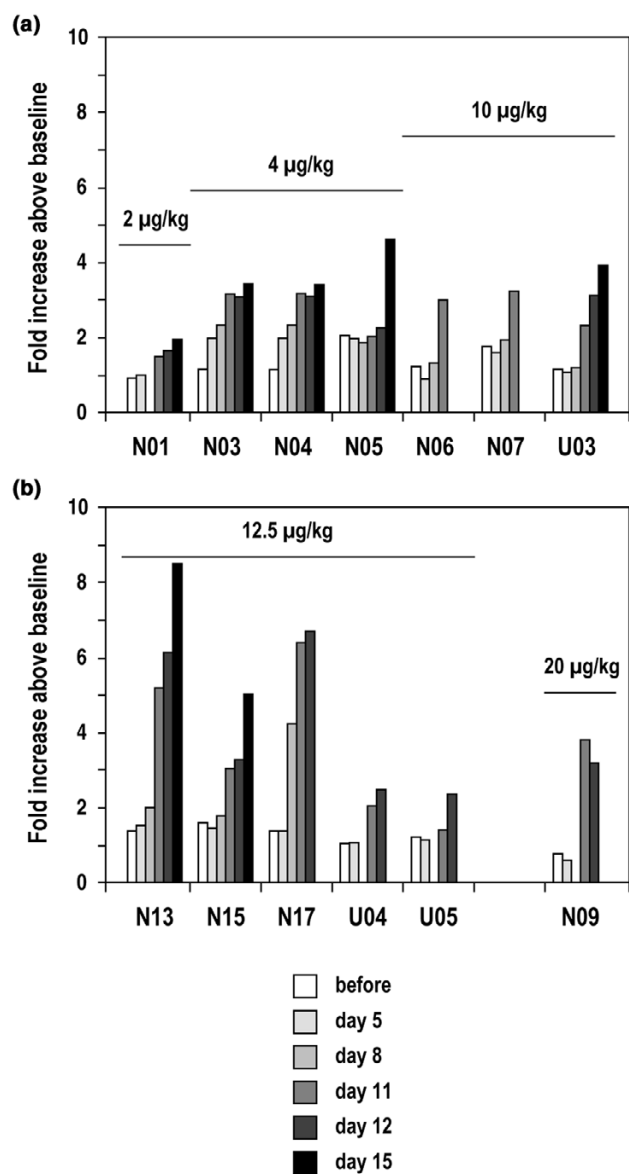 (a)
10
8
6
4
2
0
Fold increase above baseline
2 µg/kg
4 µg/kg
10 µg/kg
N01 N03 N04 N05 N06 N07 U03
(b)
10
8
6
4
2
0
Fold increase above baseline
12.5 µg/kg
20 µg/kg
N13 N15 N17 U04 U05 N09
before
day 5
day 8
day 11
day 12
day 15